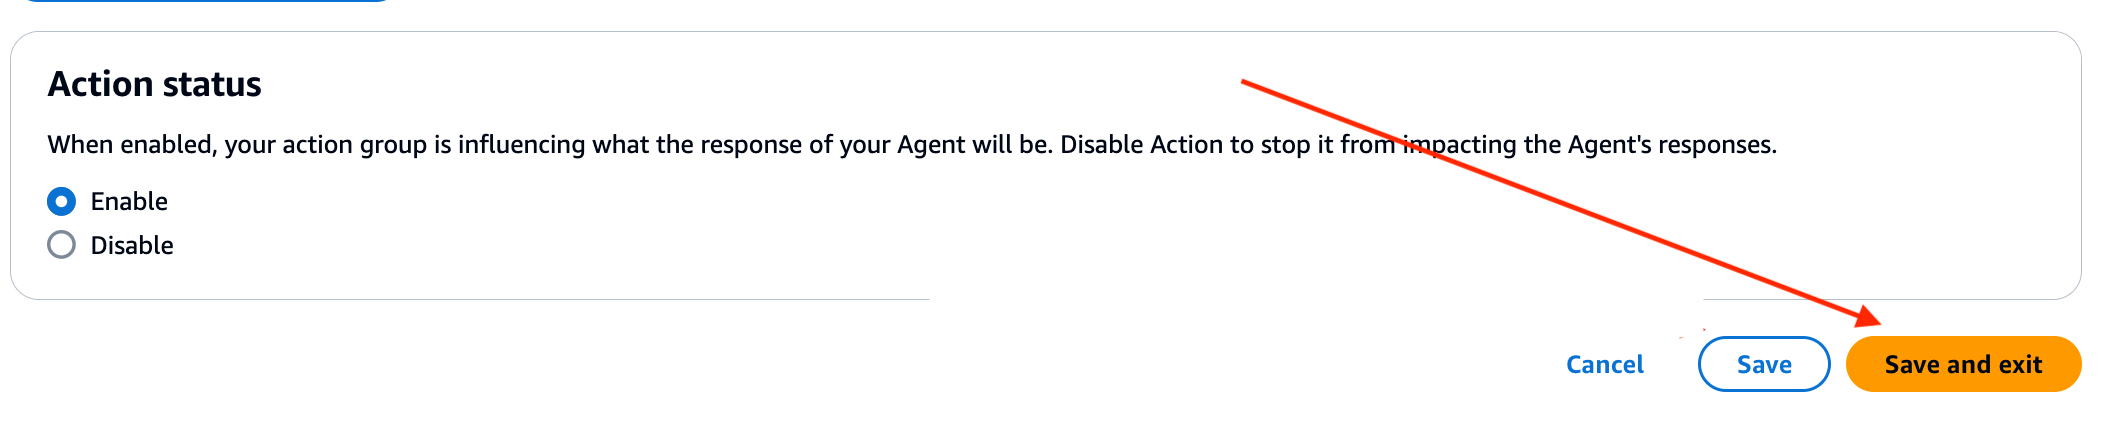 Action status
When enabled, your action group is influencing what the response of your Agent will be. Disable Action to stop it from impacting the Agent's responses.
Enable
Disable
Cancel
Save
Save and exit